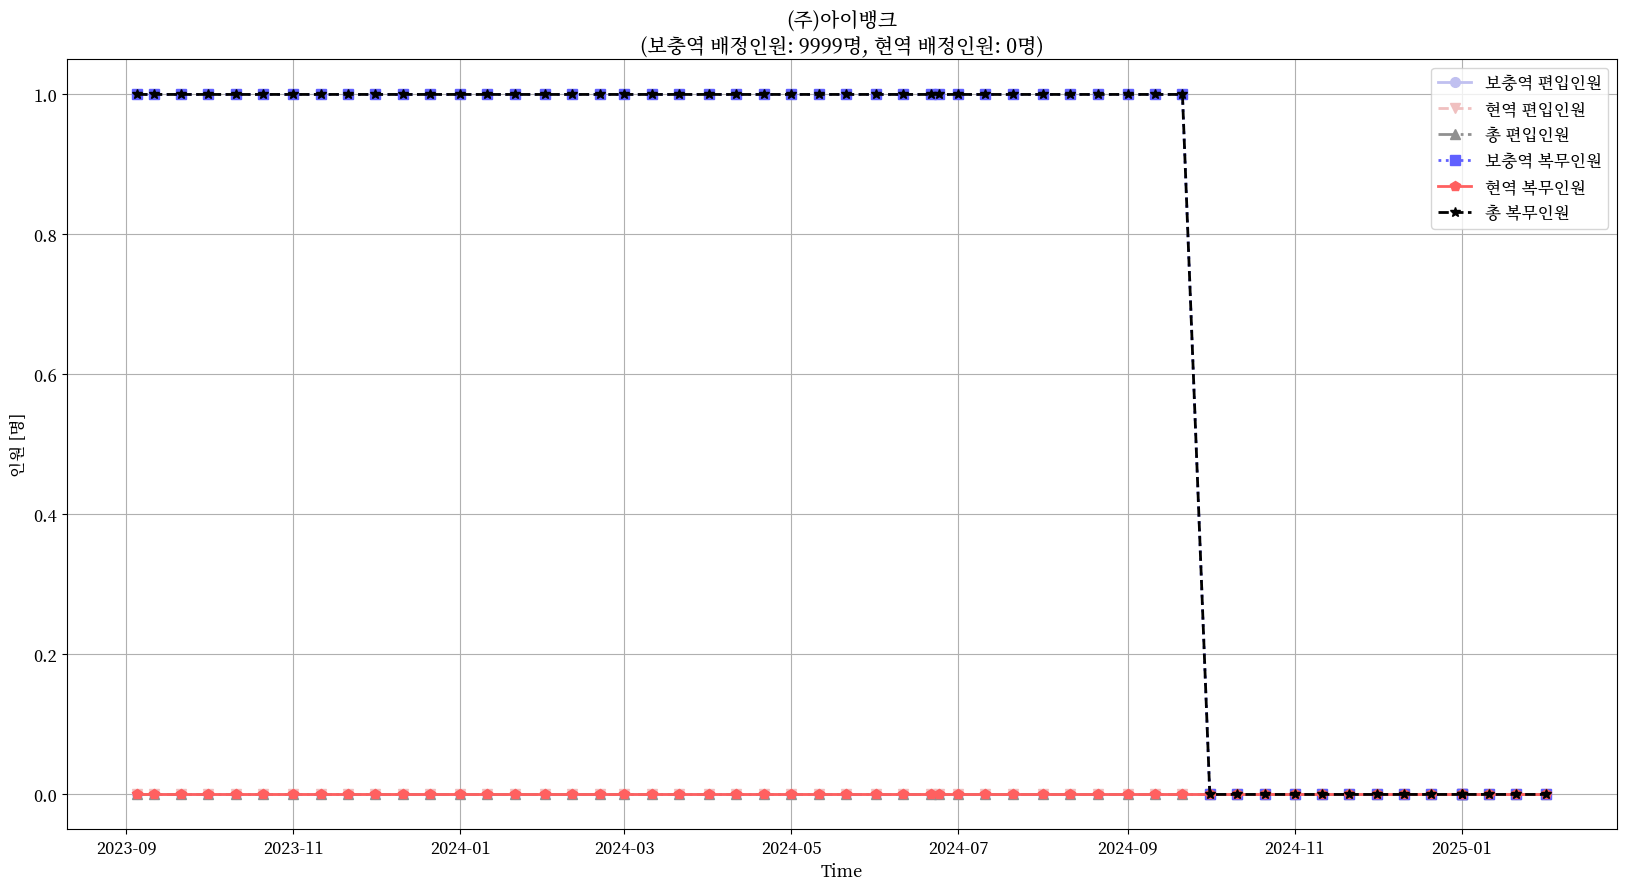 (주)아이뱅크
(보충역 배정인원: 9999명, 현역 배정인원: 0명)
보충역 편입인원
현역 편입인원
총 편입인원
보충역 복무인원
현역 복무인원
총 복무인원
인원 [명]
1.0
0.8
0.6
0.4
0.2
0.0
2023-09
2023-11
2024-01
2024-03
2024-05
2024-07
2024-09
2024-11
2025-01
Time